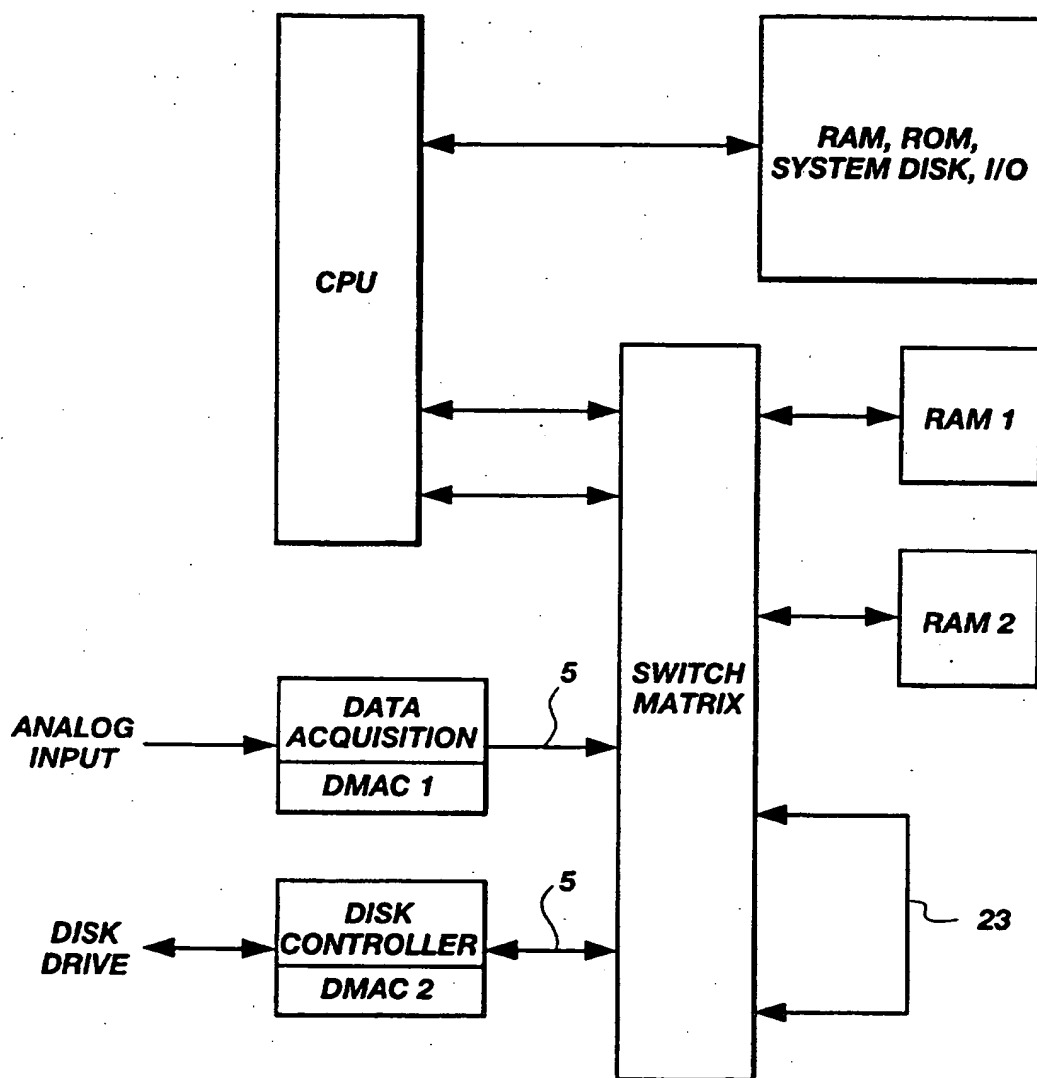 CPU
RAM, ROM,
SYSTEM DISK, I/O
RAM 1
RAM 2
SWITCH
MATRIX
ANALOG
INPUT
DATA
ACQUISITION
DMAC 1
5
DISK
DRIVE
DISK
CONTROLLER
DMAC 2
5
23